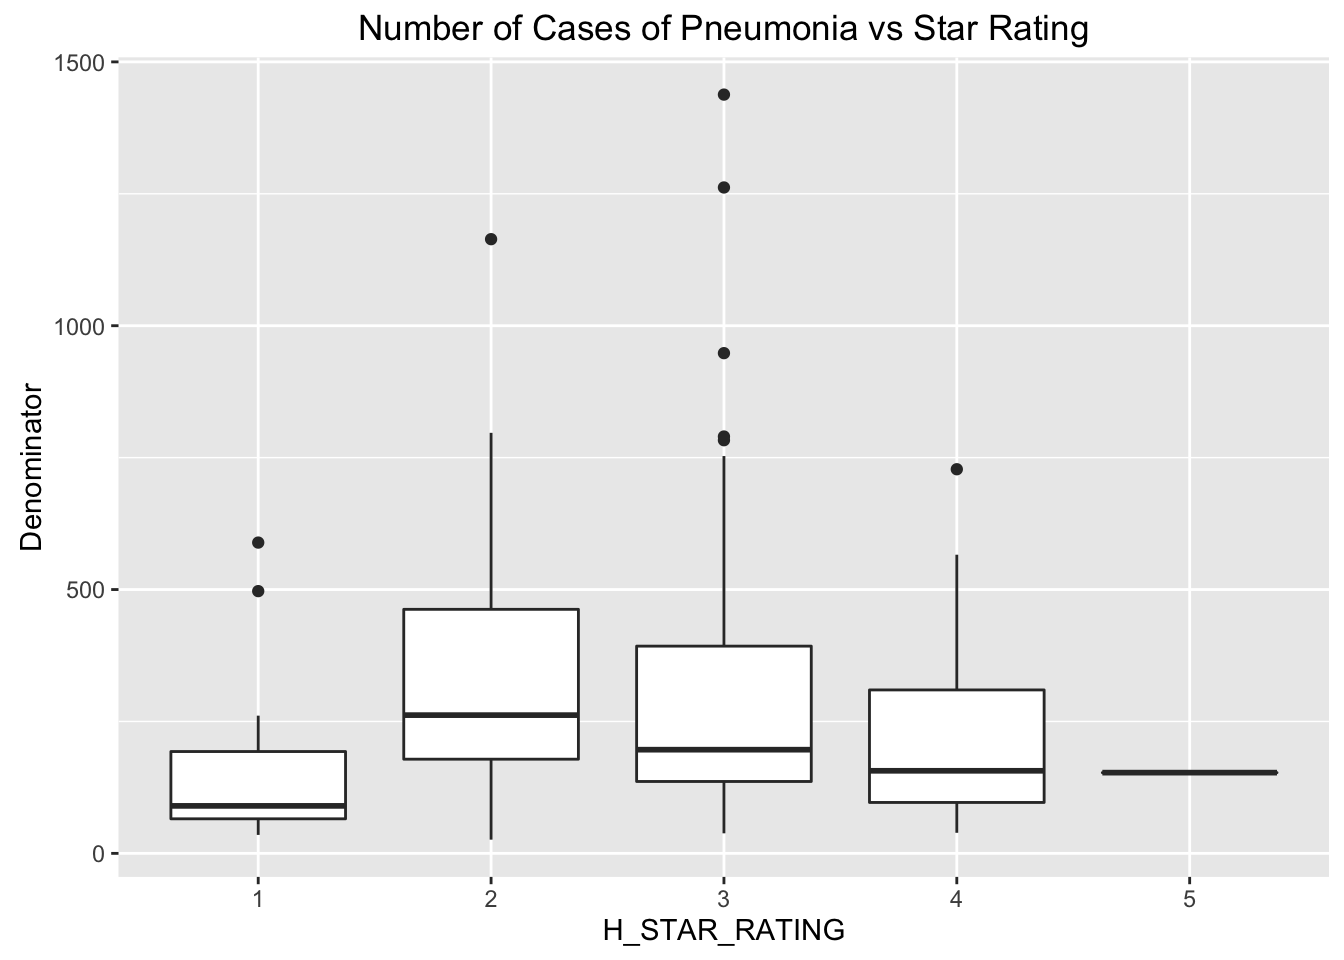 Number of Cases of Pneumonia vs Star Rating
1500
1000
500
0
Denominator
1 2 3 4 5
H_STAR_RATING